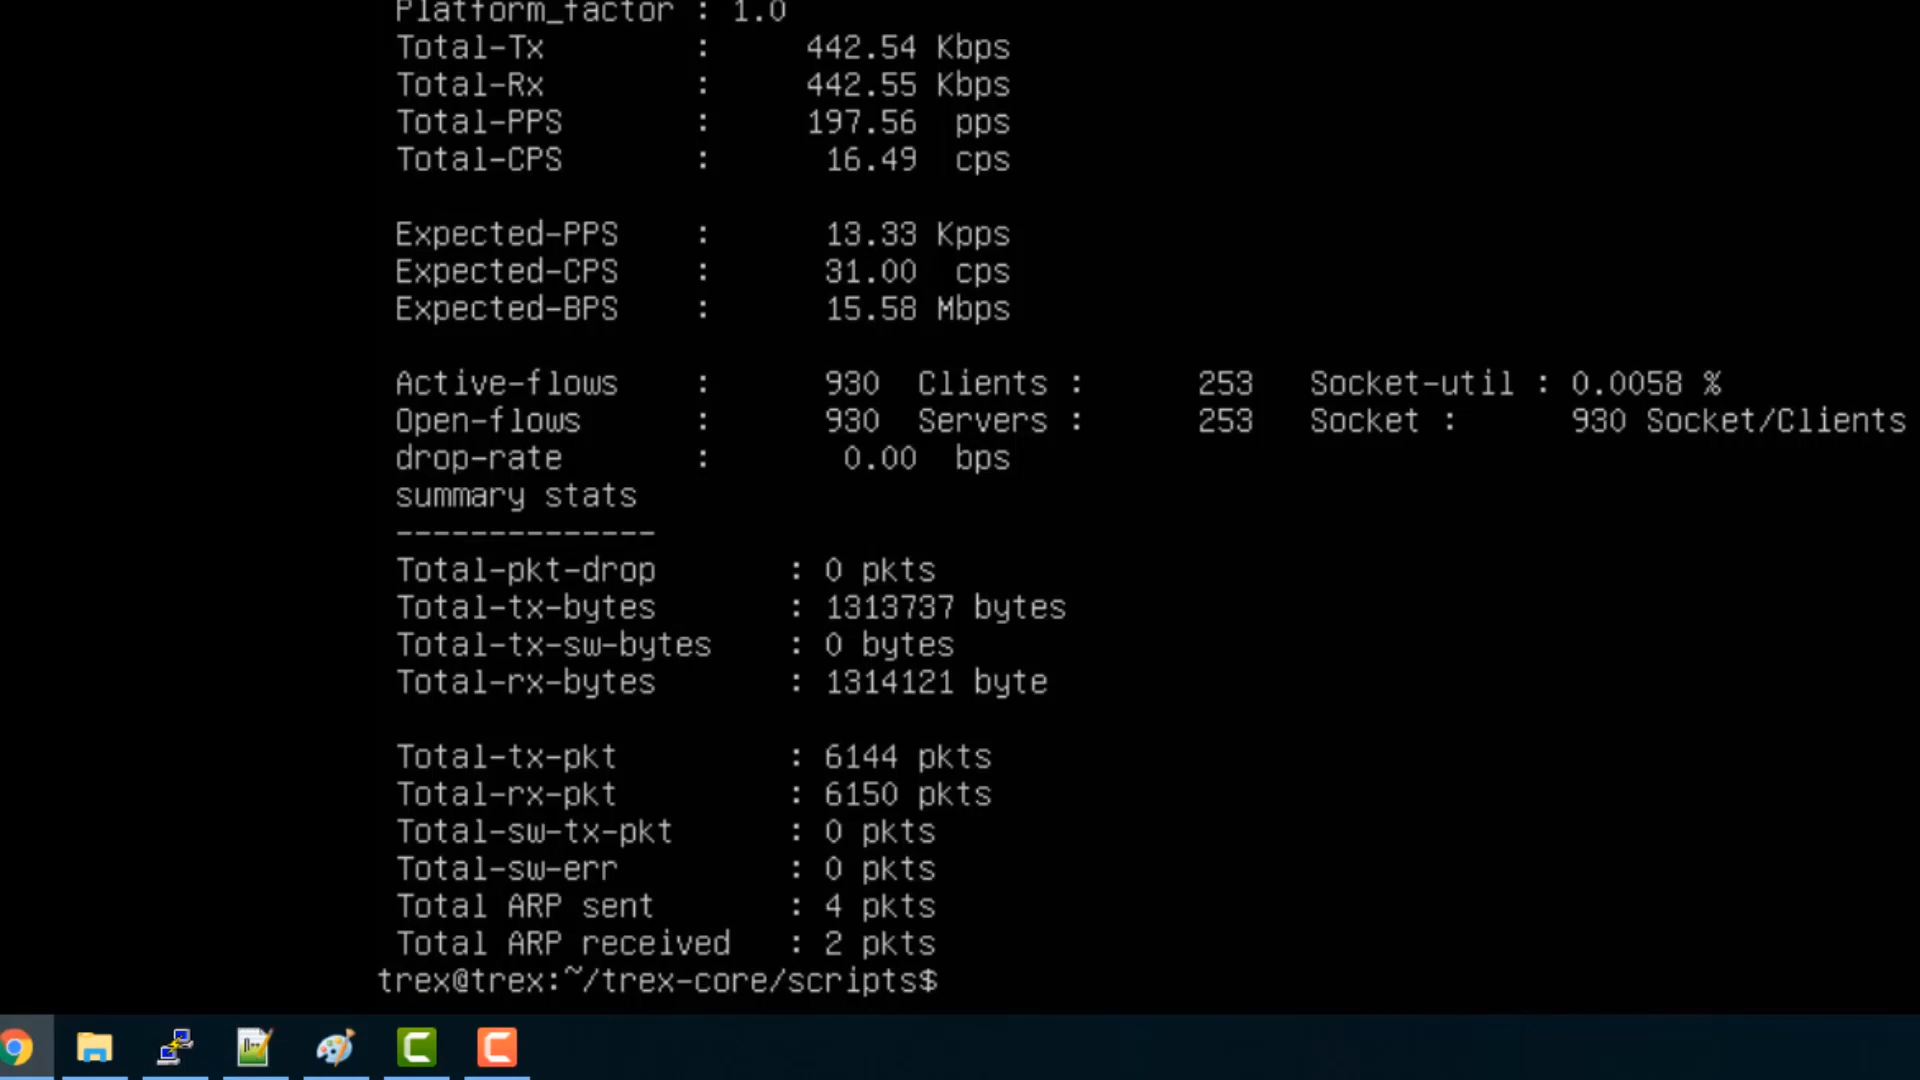 Platform_factor : 1.0
Total-Tx : 442.54 Kbps
Total-Rx : 442.55 Kbps
Total-PPS : 197.56 pps
Total-CPS : 16.49 cps
Expected-PPS : 13.33 Kpps
Expected-CPS : 31.00 cps
Expected-BPS : 15.58 Mbps
Active-flows : 930 Clients : 253 Socket-util : 0.0058 %
Open-flows : 930 Servers : 253 Socket : 930 Socket/Clients
drop-rate : 0.00 bps
summary stats
--------------
Total-pkt-drop : 0 pkts
Total-tx-bytes : 1313737 bytes
Total-tx-sw-bytes : 0 bytes
Total-rx-bytes : 1314121 byte
Total-tx-pkt : 6144 pkts
Total-rx-pkt : 6150 pkts
Total-sw-tx-pkt : 0 pkts
Total-sw-err : 0 pkts
Total ARP sent : 4 pkts
Total ARP received : 2 pkts
trex@trex:~/trex-core/scripts$